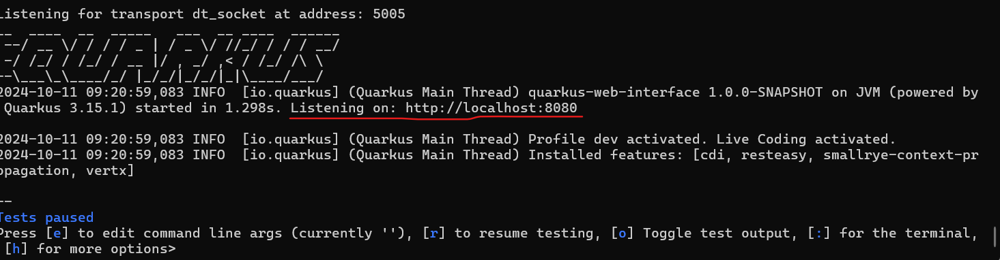 Listening for transport dt_socket at address: 5005
__  ____  __  _____   ___  __ ____  ______
 --/ __ \/ / / / _ | / _ \/ //_/ / / / __/
 -/ /_/ / /_/ / __ |/ , _/ ,< / /_/ /\ \
--\___\_\____/_/ |_/_/|_/_/|_|\____/___/
2024-10-11 09:20:59,083 INFO  [io.quarkus] (Quarkus Main Thread) quarkus-web-interface 1.0.0-SNAPSHOT on JVM (powered by
 Quarkus 3.15.1) started in 1.298s. Listening on: http://localhost:8080
2024-10-11 09:20:59,083 INFO  [io.quarkus] (Quarkus Main Thread) Profile dev activated. Live Coding activated.
2024-10-11 09:20:59,083 INFO  [io.quarkus] (Quarkus Main Thread) Installed features: [cdi, resteasy, smallrye-context-pr
opagation, vertx]
--
Tests paused
Press [e] to edit command line args (currently ''), [r] to resume testing, [o] Toggle test output, [:] for the terminal,
 [h] for more options>